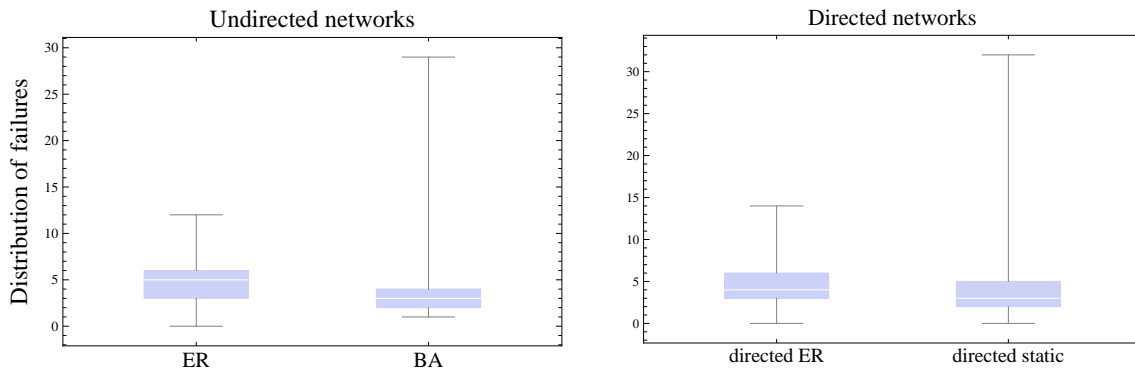 Undirected networks
Distribution of failures
30
25
20
15
10
5
0
ER BA
Directed networks
30
25
20
15
10
5
0
directed ER directed static